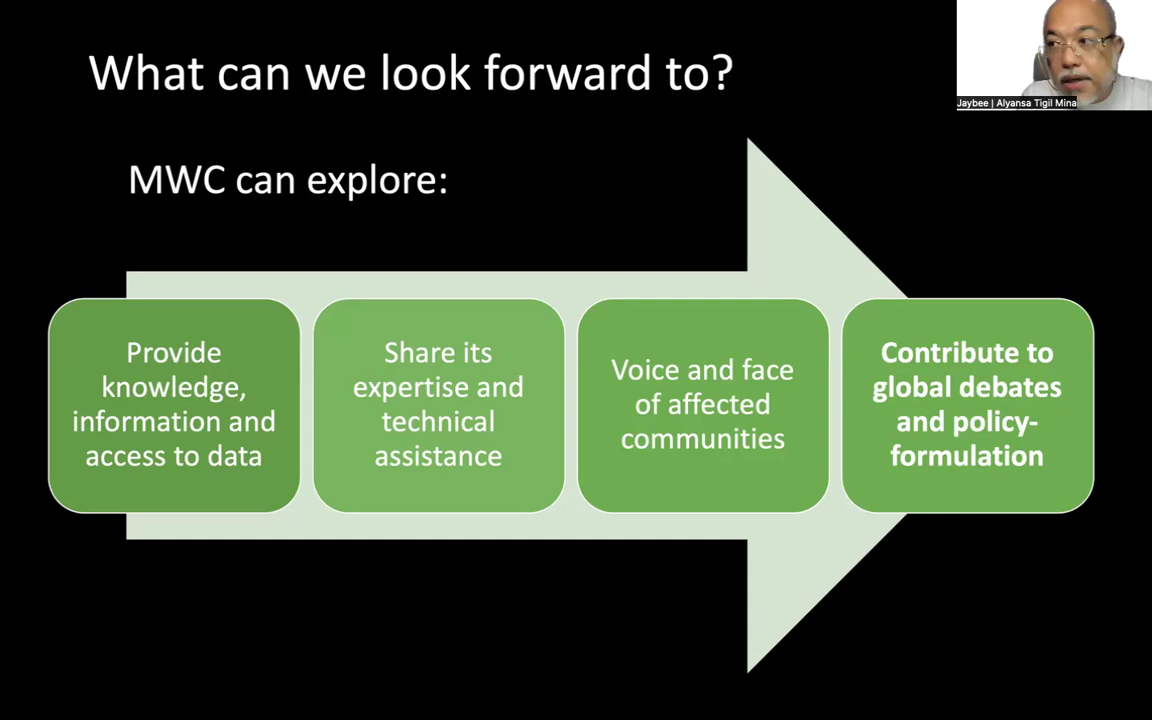 What can we look forward to?
Jaybee | Alyansa Tigil Mina
MWC can explore:
Provide
knowledge,
information and
access to data
Share its
expertise and
technical
assistance
Voice and face
of affected
communities
Contribute to
global debates
and policy-
formulation